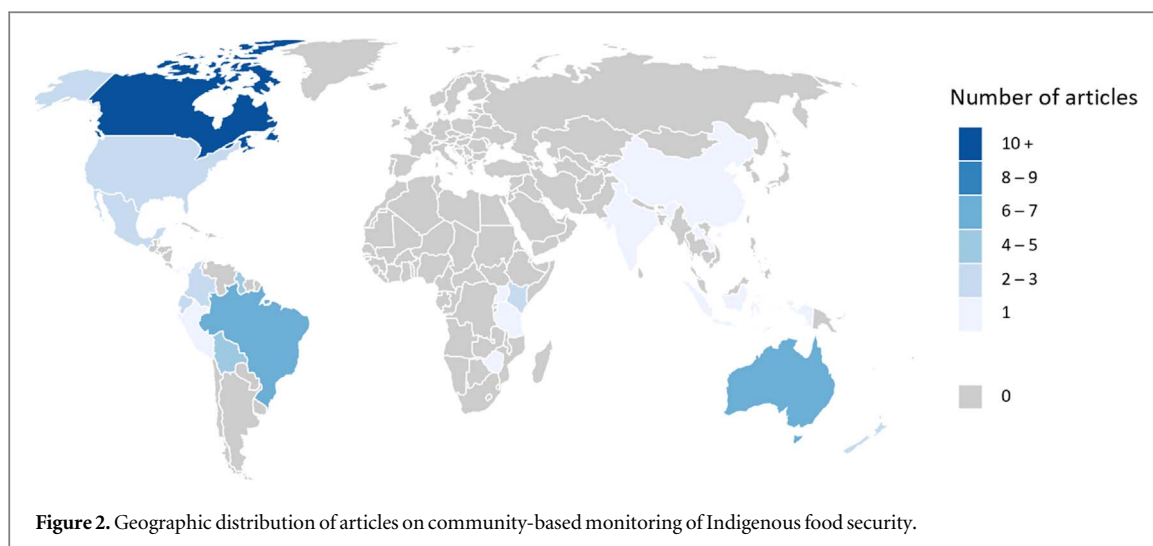 Number of articles
10 +
8 – 9
6 – 7
4 – 5
2 – 3
1
0
Figure 2. Geographic distribution of articles on community-based monitoring of Indigenous food security.